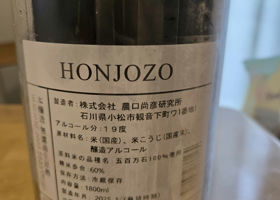 HONJOZO
製造者：株式会社 農口尚彦研究所
石川県小松市観音下町ワ1番地1
アルコール分：19度
原材料名：米(国産)、米こうじ(国産米)、
醸造アルコール
原料米の品種名 五百万石100%使用
精米歩合：60%
保存方法：冷蔵保存
1800ml
2025.1